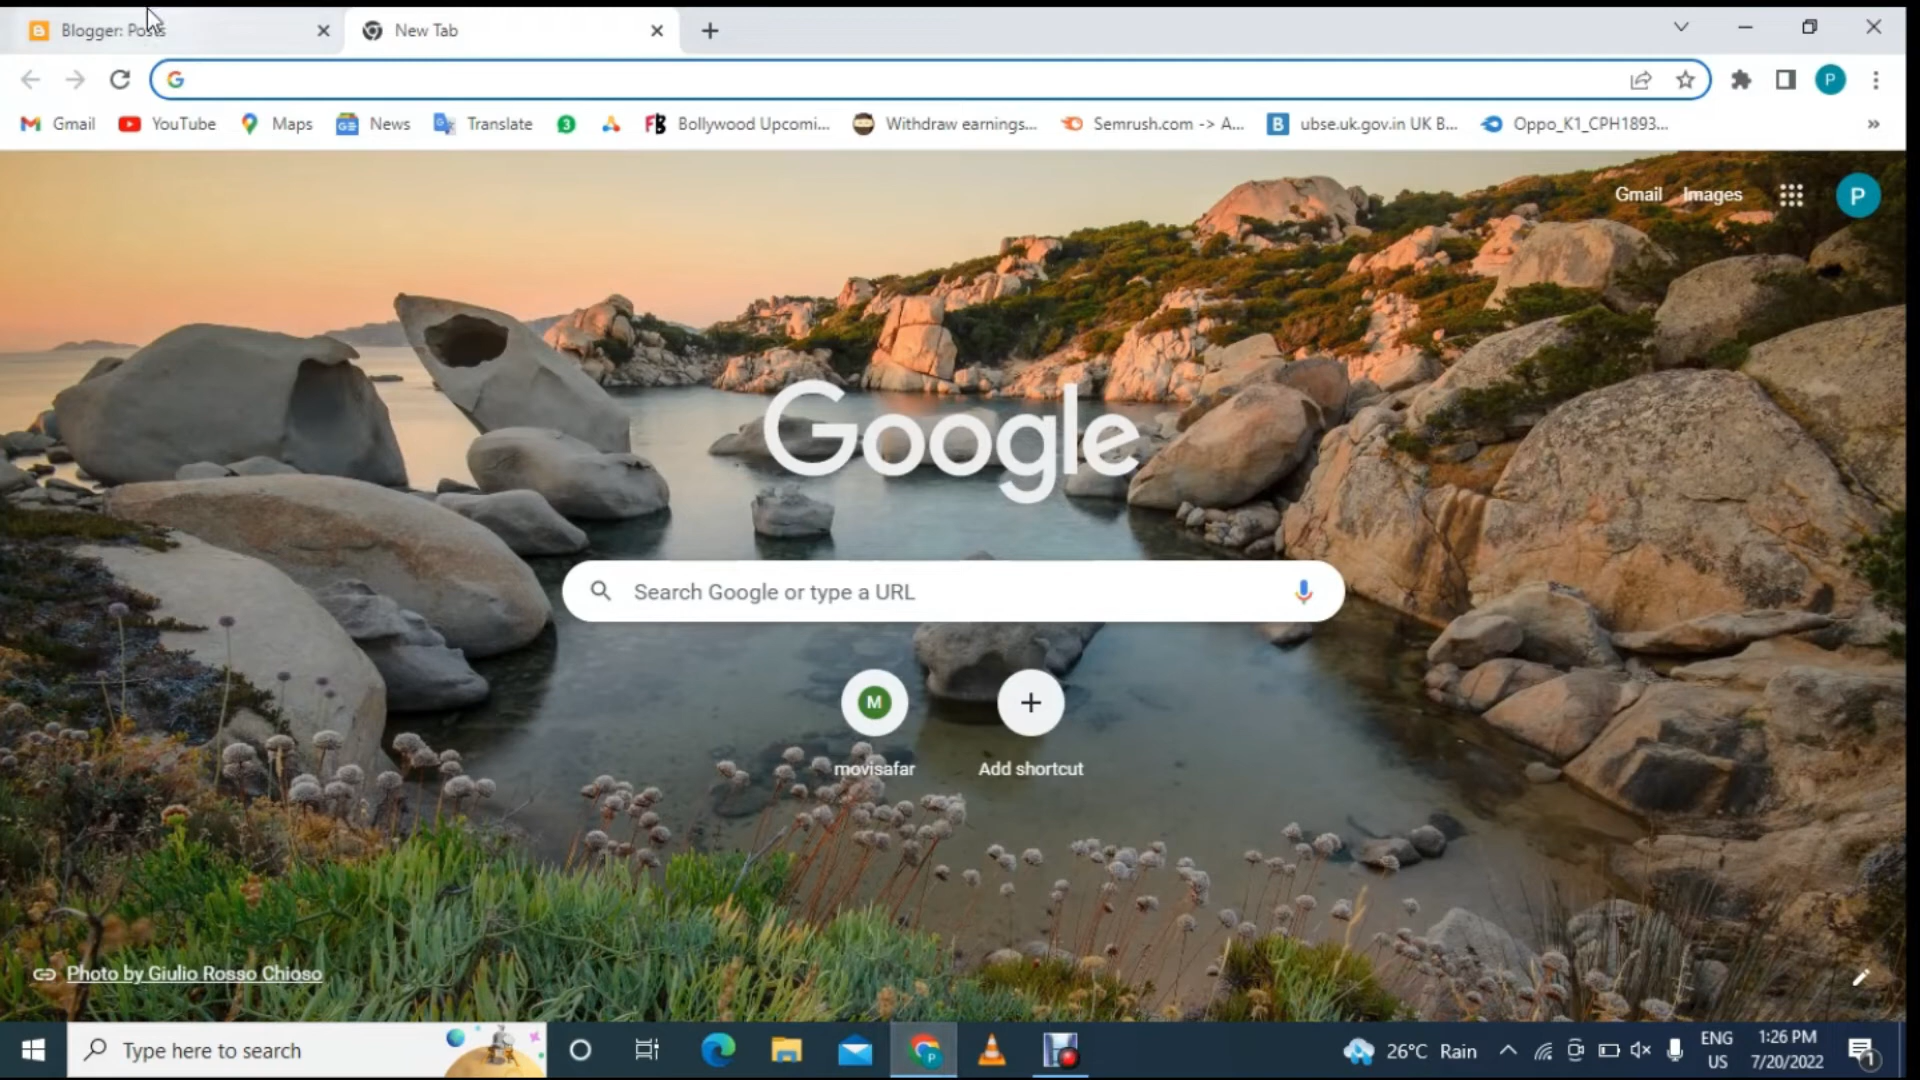 Blogger: Posts
New Tab
Gmail
YouTube
Maps
News
Translate
3
Bollywood Upcomi...
Withdraw earnings...
Semrush.com -> A...
ubse.uk.gov.in UK B...
Oppo_K1_CPH1893...
»
P
Gmail
Images
P
Google
Search Google or type a URL
M
movisafar
Add shortcut
Photo by Giulio Rosso Chioso
Type here to search
26°C Rain
ENG
US
1:26 PM
7/20/2022
1